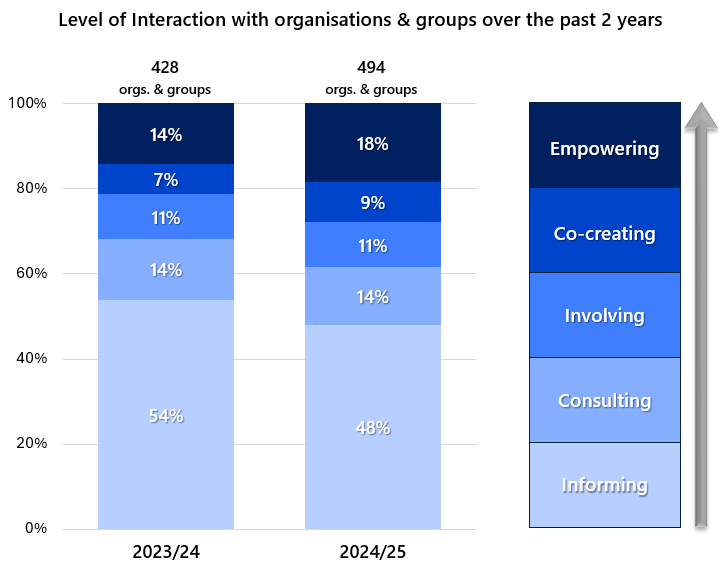 Level of Interaction with organisations & groups over the past 2 years
428
orgs. & groups
494
orgs. & groups
100%
80%
60%
40%
20%
0%
14%
7%
11%
14%
54%
18%
9%
11%
14%
48%
2023/24
2024/25
Empowering
Co-creating
Involving
Consulting
Informing